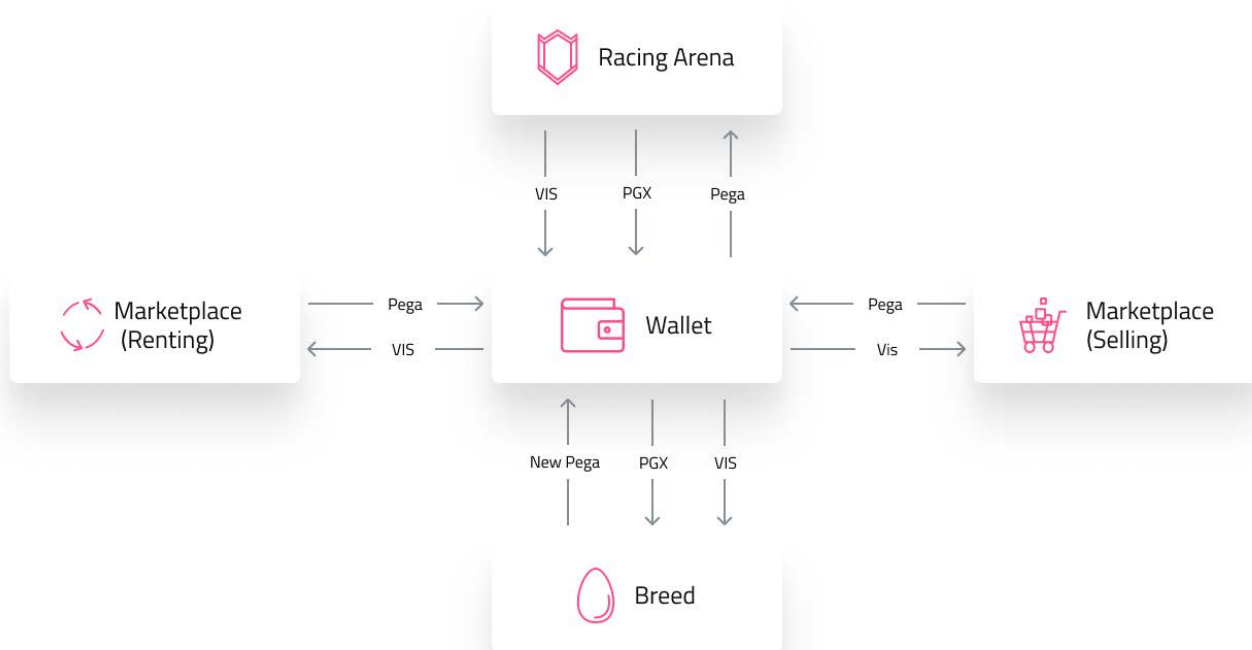 Racing Arena
VIS
PGX
Pega
Marketplace
(Renting)
Pega
VIS
Wallet
Pega
Vis
Marketplace
(Selling)
New Pega
PGX
VIS
Breed